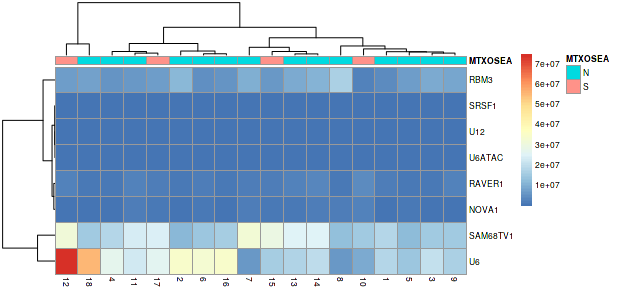 MTXOSEA
MTXOSEA
N
S
7e+07
6e+07
5e+07
4e+07
3e+07
2e+07
1e+07
RBM3
SRSF1
U12
U6ATAC
RAVER1
NOVA1
SAM68TV1
U6
12 18 4 11 17 2 6 16 7 15 13 14 8 10 1 5 3 9